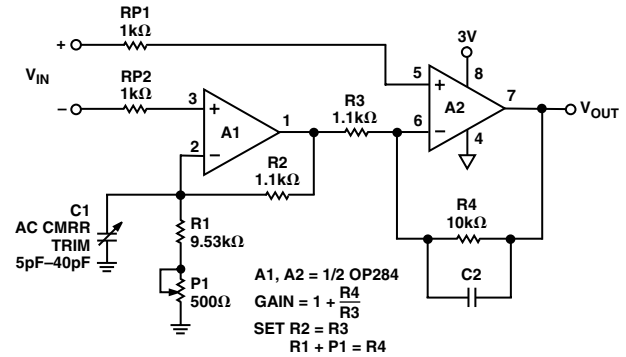 RP1
1kΩ
+
VIN
RP2
1kΩ
−
3
+
A1
2
−
1
R3
1.1kΩ
R2
1.1kΩ
3V
5
+
8
A2
6
−
4
7
VOUT
C1
AC CMRR
TRIM
5pF–40pF
R1
9.53kΩ
P1
500Ω
R4
10kΩ
C2
A1, A2 = 1/2 OP284
GAIN = 1 + R4/R3
SET R2 = R3
R1 + P1 = R4